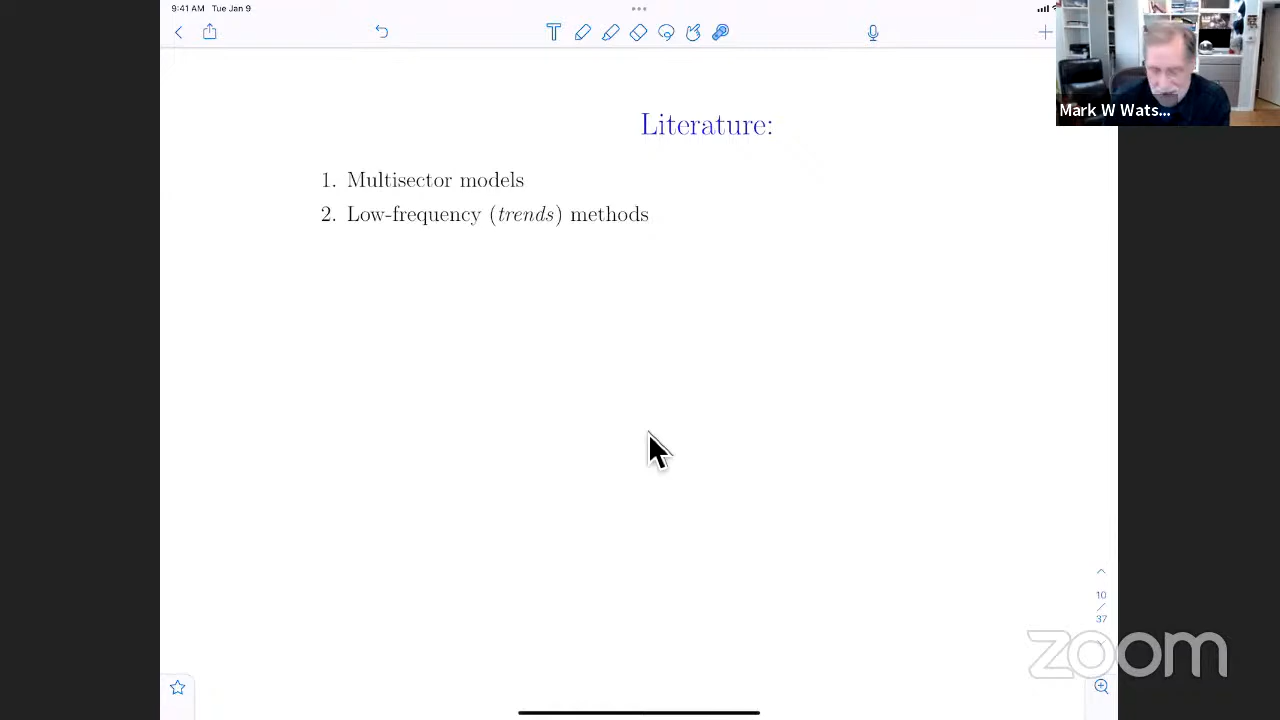 9:41 AM Tue Jan 9
Mark W Wats...
Literature:
1. Multisector models
2. Low-frequency (trends) methods
10
/
37
zoom